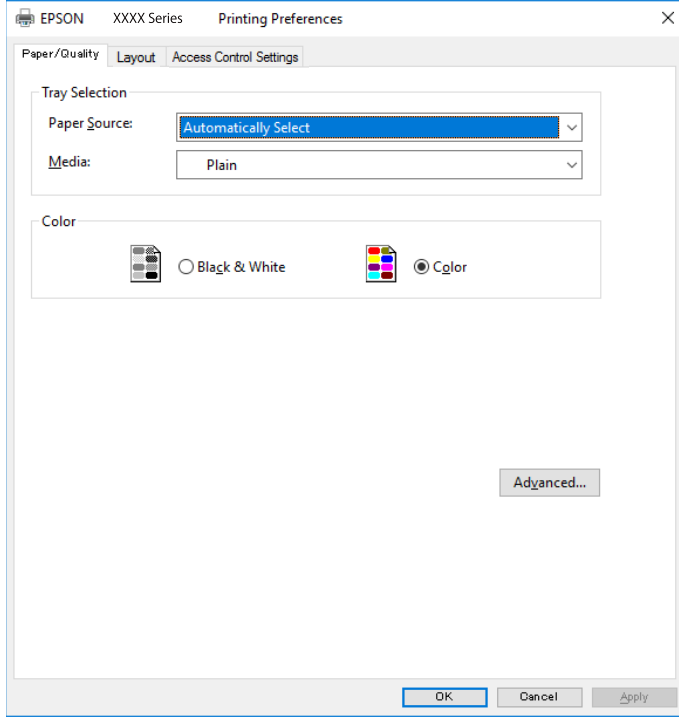 EPSON XXXX Series Printing Preferences
Paper/Quality Layout Access Control Settings
Tray Selection
Paper Source: Automatically Select
Media: Plain
Color
Black & White Color
Advanced...
OK Cancel Apply